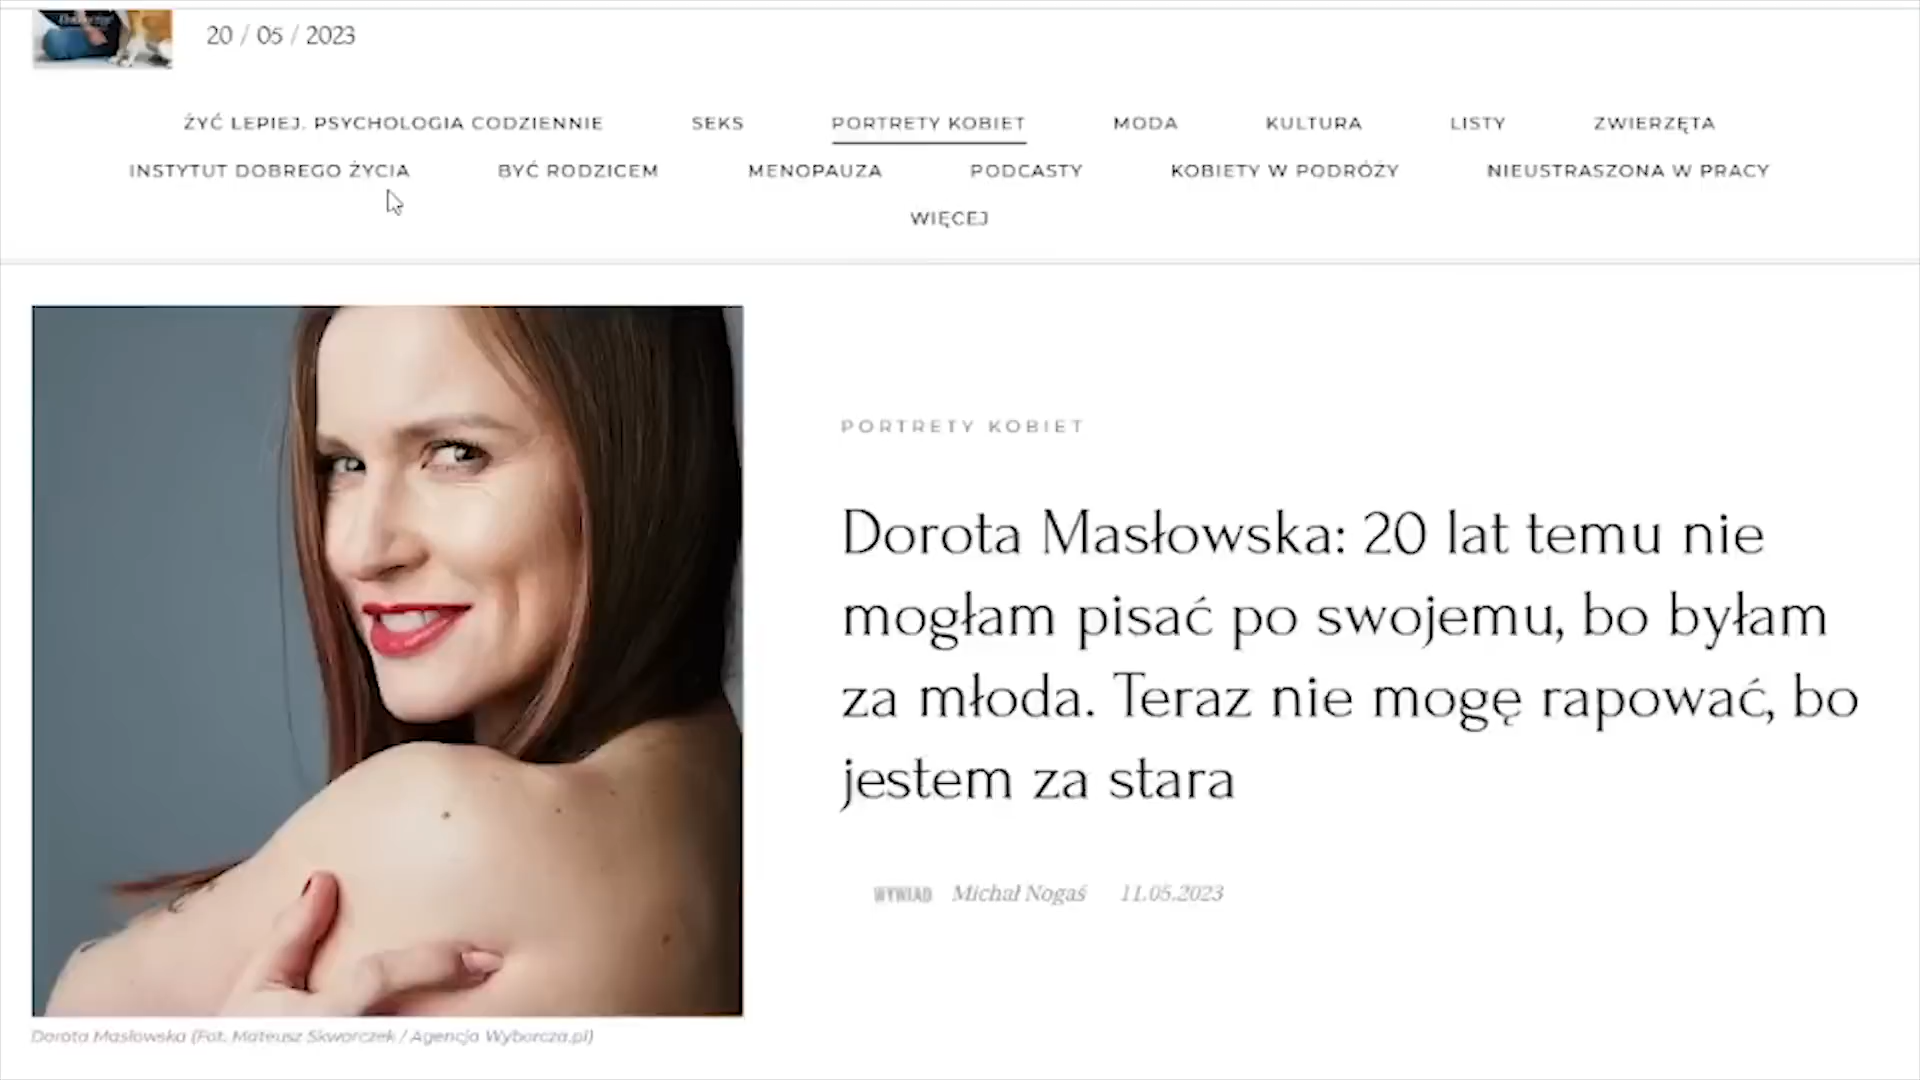 20 / 05 / 2023
ŻYĆ LEPIEJ. PSYCHOLOGIA CODZIENNIE SEKS PORTRETY KOBIET MODA KULTURA LISTY ZWIERZĘTA
INSTYTUT DOBREGO ŻYCIA BYĆ RODZICEM MENOPAUZA PODCASTY KOBIETY W PODRÓŻY NIEUSTRASZONA W PRACY
WIĘCEJ
PORTRETY KOBIET
Dorota Masłowska: 20 lat temu nie
mogłam pisać po swojemu, bo byłam
za młoda. Teraz nie mogę rapować, bo
jestem za stara
WYWIAD Michał Nogaś 11.05.2023
Dorota Masłowska (Fot. Mateusz Skwarczek / Agencja Wyborcza.pl)